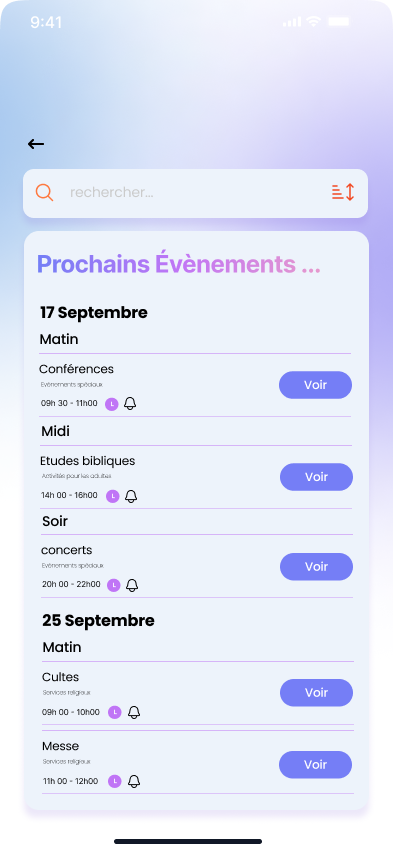 9:41
rechercher...
Prochains Évènements ...
17 Septembre
Matin
Conférences
Evènements spéciaux
09h 30 - 11h00 L
Voir
Midi
Etudes bibliques
Activités pour les adultes
14h 00 - 16h00 L
Voir
Soir
concerts
Evènements spéciaux
20h 00 - 22h00 L
Voir
25 Septembre
Matin
Cultes
Services religieux
09h 00 - 10h00 L
Voir
Messe
Services religieux
11h 00 - 12h00 L
Voir